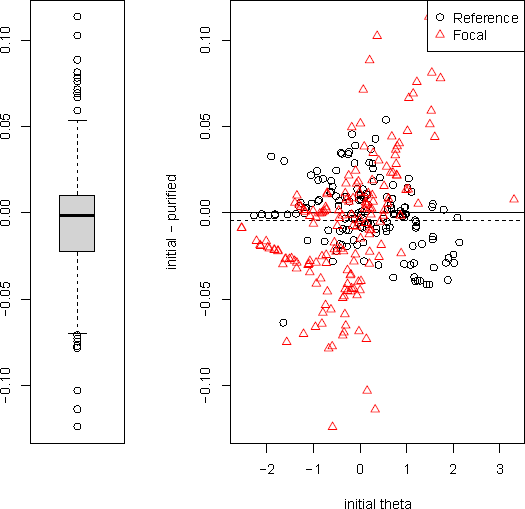 0.10
0.05
0.00
−0.05
−0.10
initial − purified
0.10
0.05
0.00
−0.05
−0.10
Reference
Focal
−2 −1 0 1 2 3
initial theta